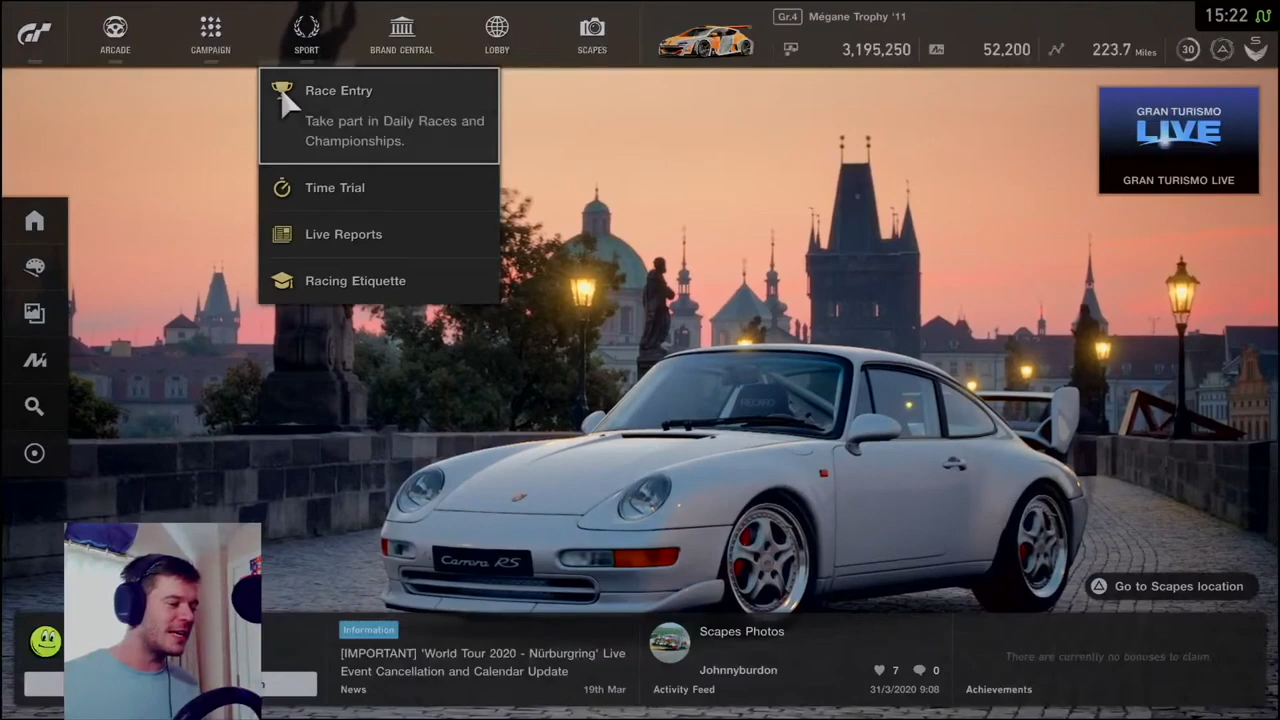 ARCADE
CAMPAIGN
SPORT
BRAND CENTRAL
LOBBY
SCAPES
Gr.4 Mégane Trophy '11
3,195,250
52,200
223.7 Miles
30
A
S
15:22
Race Entry
Take part in Daily Races and
Championships.
Time Trial
Live Reports
Racing Etiquette
GRAN TURISMO
LIVE
GRAN TURISMO LIVE
RECARO
Carrera RS
Go to Scapes location
Information
[IMPORTANT] 'World Tour 2020 - Nürburgring' Live
Event Cancellation and Calendar Update
News 19th Mar
Scapes Photos
Johnnyburdon
7 0
Activity Feed 31/3/2020 9:08
There are currently no bonuses to claim.
Achievements